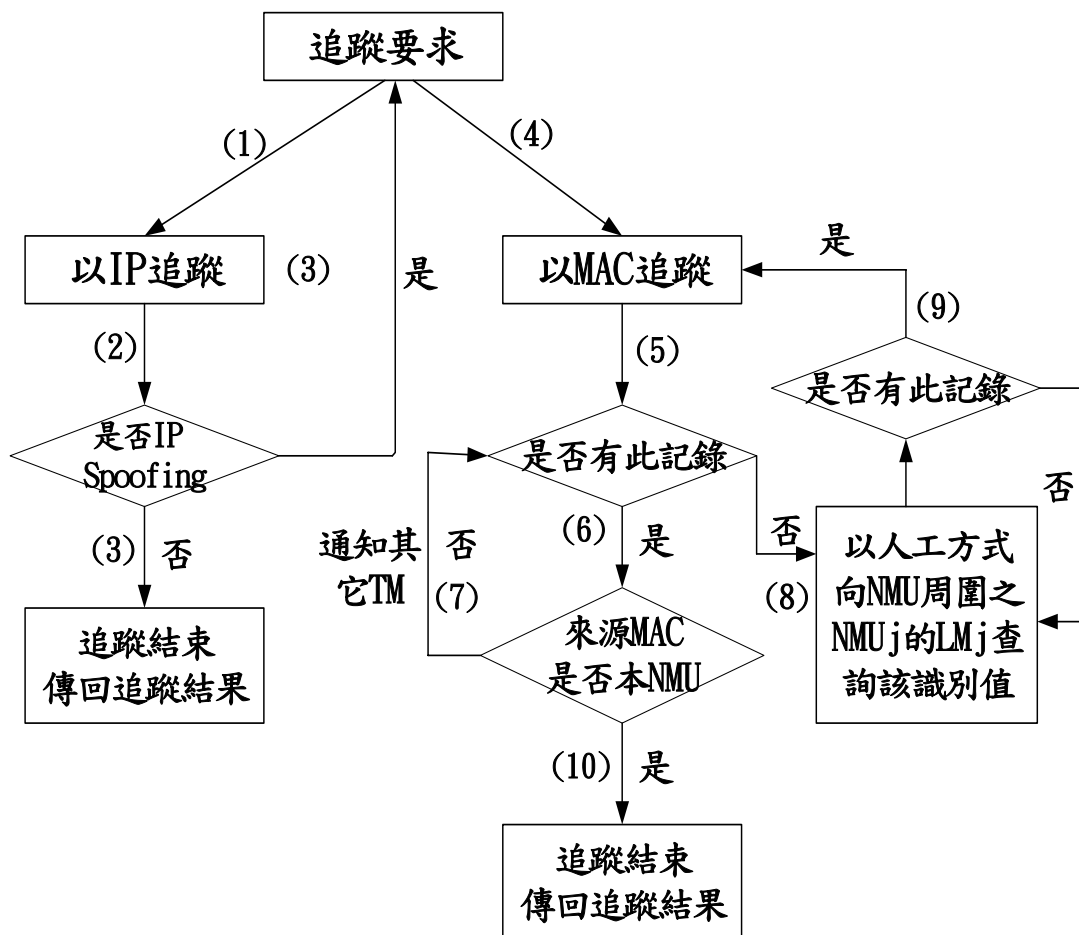 追蹤要求
(1)
(4)
以IP追蹤
(3)
是
以MAC追蹤
是
(2)
(5)
(9)
是否IP
Spoofing
是否有此記錄
是否有此記錄
(3)
否
通知其
它TM
否
(7)
(6)
是
否
(8)
否
以人工方式
向NMU周圍之
NMUj的LMj查
詢該識別值
追蹤結束
傳回追蹤結果
來源MAC
是否本NMU
(10)
是
追蹤結束
傳回追蹤結果